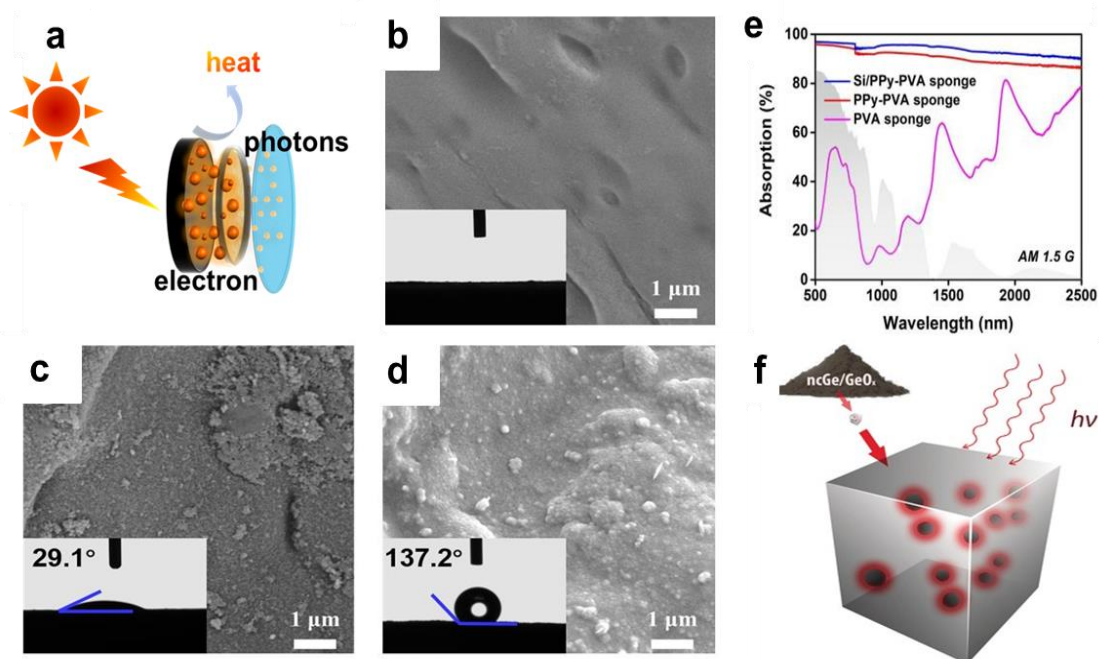 a
heat
photons
electron
b
1 µm
c
29.1°
1 µm
d
137.2°
1 µm
e
100
80
60
40
20
0
Absorption (%)
Si/PPy-PVA sponge
PPy-PVA sponge
PVA sponge
AM 1.5 G
500 1000 1500 2000 2500
Wavelength (nm)
f
ncGe/GeOₓ
hν